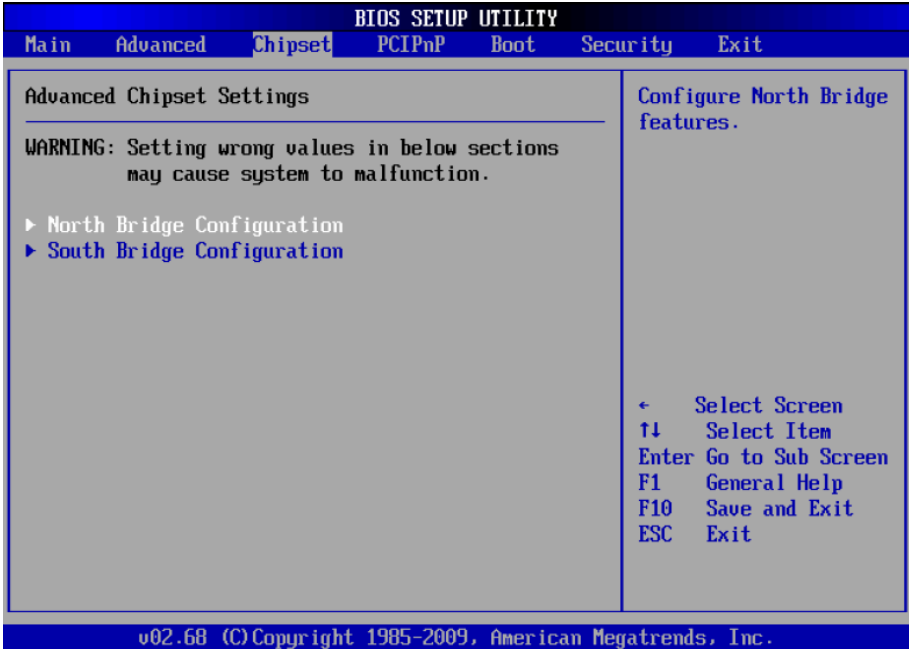 BIOS SETUP UTILITY
Main Advanced Chipset PCIPnP Boot Security Exit
Advanced Chipset Settings
WARNING: Setting wrong values in below sections
may cause system to malfunction.
▶ North Bridge Configuration
▶ South Bridge Configuration
Configure North Bridge
features.
← Select Screen
↑↓ Select Item
Enter Go to Sub Screen
F1 General Help
F10 Save and Exit
ESC Exit
v02.68 (C)Copyright 1985-2009, American Megatrends, Inc.